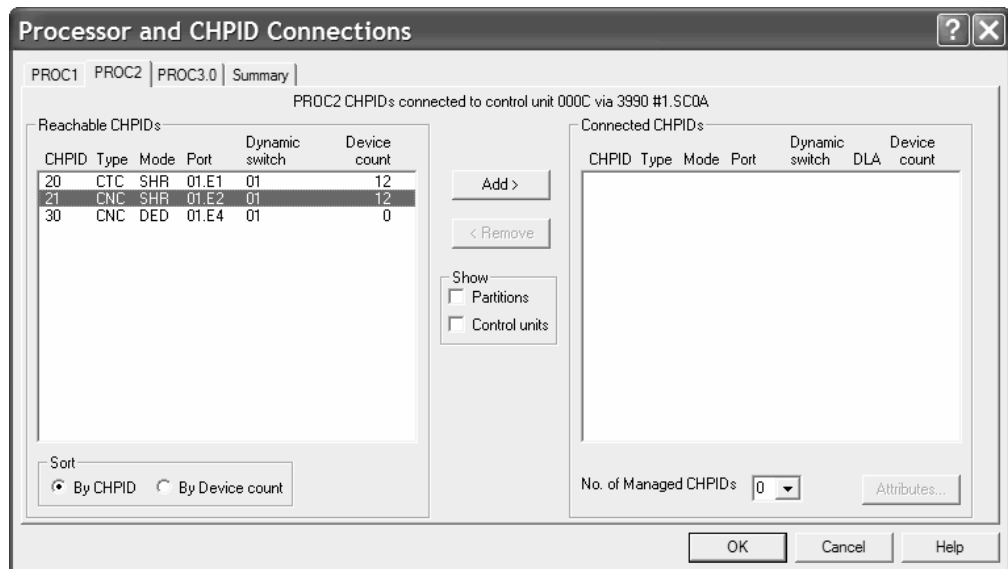 Processor and CHPID Connections
PROC1 PROC2 PROC3.0 Summary
PROC2 CHPIDs connected to control unit 000C via 3990 #1.SC0A
Reachable CHPIDs
CHPID Type Mode Port Dynamic switch Device count
20 CTC SHR 01.E1 01 12
21 CNC SHR 01.E2 01 12
30 CNC DED 01.E4 01 0
Sort
By CHPID By Device count
Add >
< Remove
Show
Partitions
Control units
Connected CHPIDs
CHPID Type Mode Port Dynamic switch DLA Device count
No. of Managed CHPIDs 0
Attributes...
OK Cancel Help